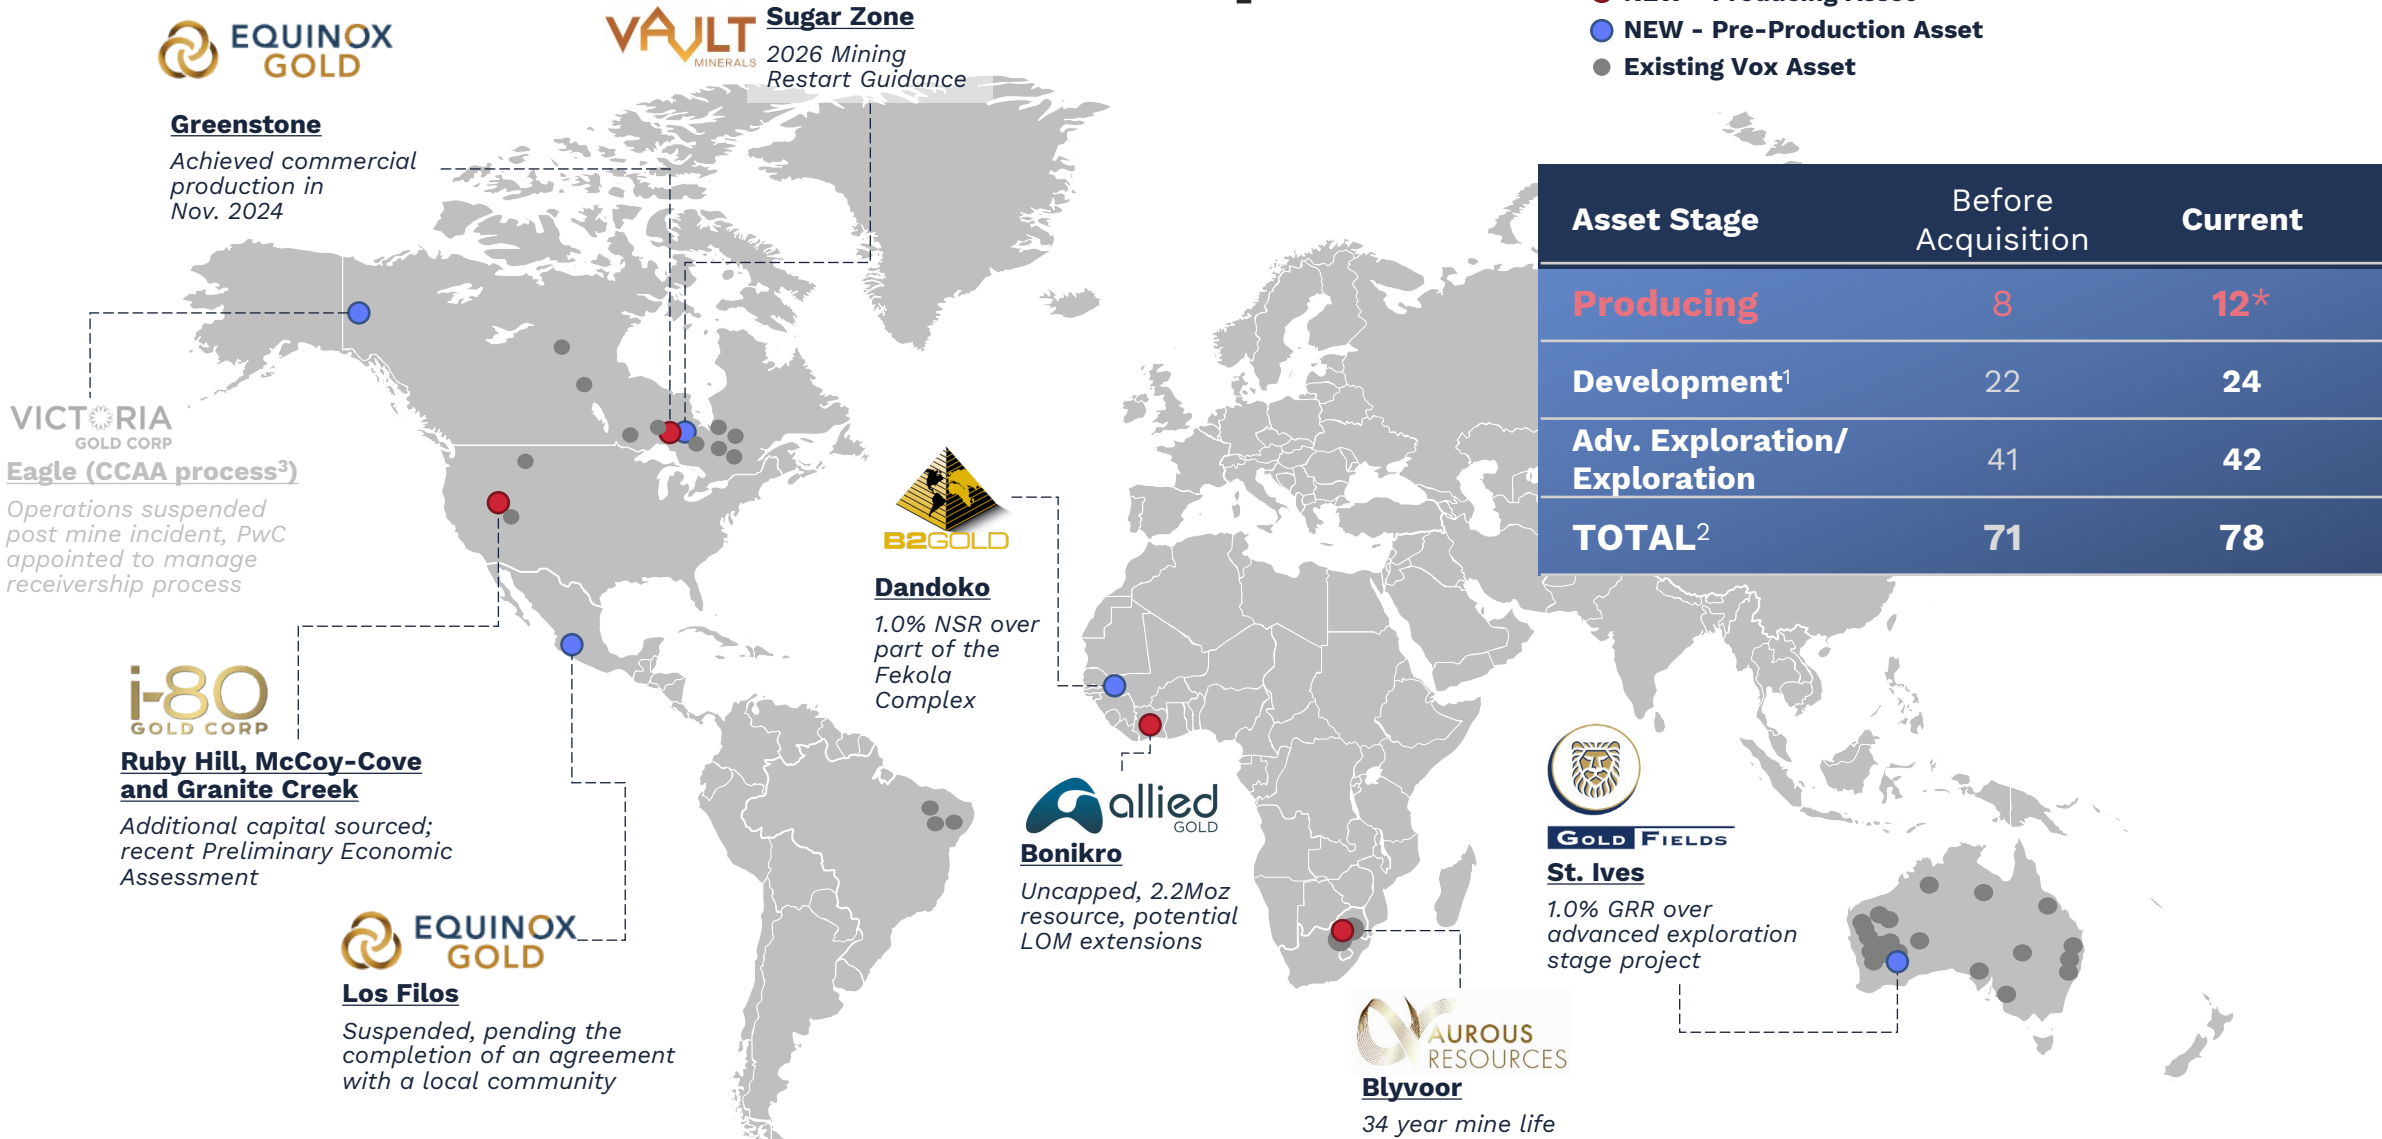 NEW - Producing Asset
NEW - Pre-Production Asset
Existing Vox Asset
EQUINOX
GOLD
Greenstone
Achieved commercial
production in
Nov. 2024
VAULT
MINERALS
Sugar Zone
2026 Mining
Restart Guidance
Asset Stage Before Acquisition Current
Producing 8 12*
Development¹ 22 24
Adv. Exploration/
Exploration 41 42
TOTAL² 71 78
VICTORIA
GOLD CORP
Eagle (CCAA process³)
Operations suspended
post mine incident, PwC
appointed to manage
receivership process
i-80
GOLD CORP
Ruby Hill, McCoy-Cove
and Granite Creek
Additional capital sourced;
recent Preliminary Economic
Assessment
EQUINOX
GOLD
Los Filos
Suspended, pending the
completion of an agreement
with a local community
B2GOLD
Dandoko
1.0% NSR over
part of the
Fekola
Complex
allied
GOLD
Bonikro
Uncapped, 2.2Moz
resource, potential
LOM extensions
GOLD FIELDS
St. Ives
1.0% GRR over
advanced exploration
stage project
AUROUS
RESOURCES
Blyvoor
34 year mine life